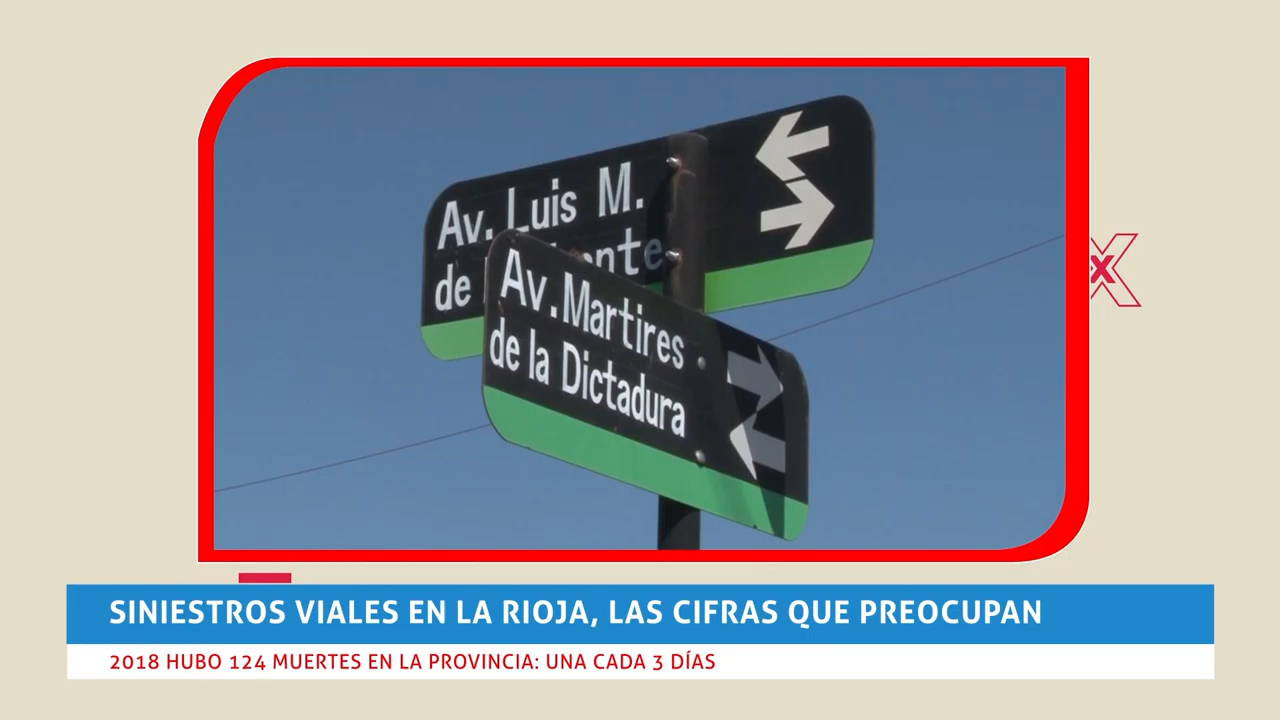 Av. Luis M.
de
Av. Martires
de la Dictadura
x
SINIESTROS VIALES EN LA RIOJA, LAS CIFRAS QUE PREOCUPAN
2018 HUBO 124 MUERTES EN LA PROVINCIA: UNA CADA 3 DÍAS